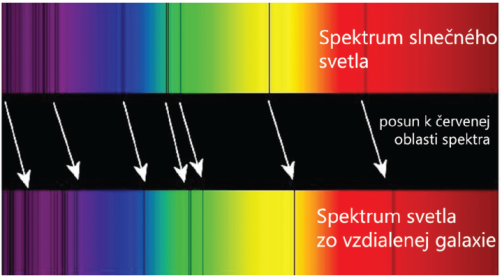 Spektrum slnečného
svetla
posun k červenej
oblasti spektra
Spektrum svetla
zo vzdialenej galaxie